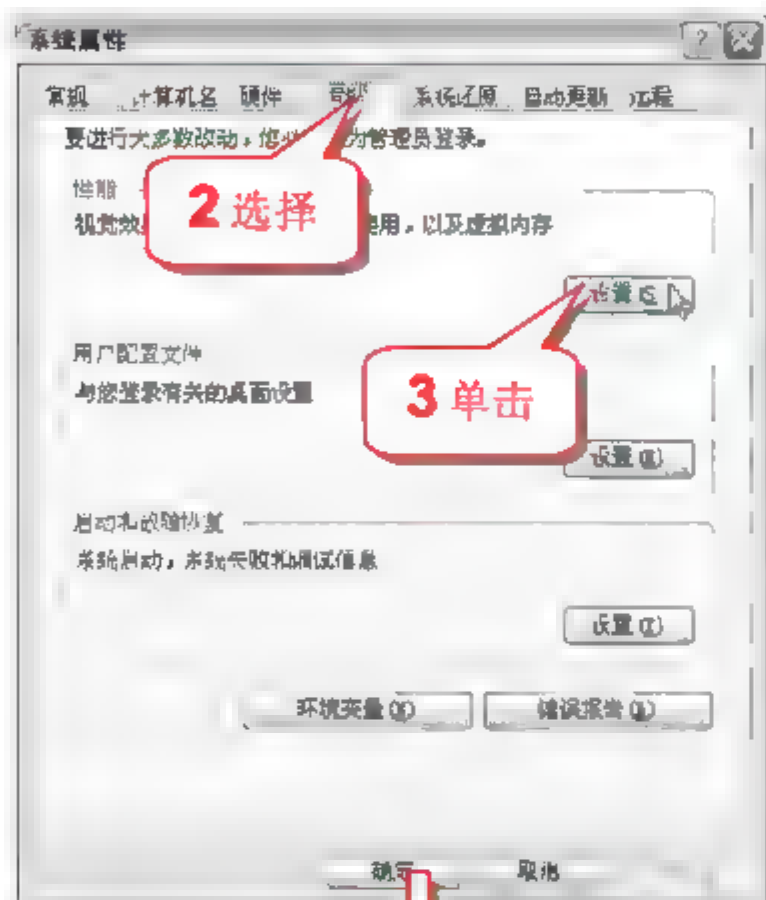 系统属性
常规 计算机名 硬件 高级 系统还原 自动更新 远程
要进行大多数改动，您必 为管理员登录。
性能
2 选择
视觉效 使用，以及虚拟内存
设置(S)
用户配置文件
与您登录有关的桌面设置
3 单击
设置(E)
启动和故障恢复
系统启动，系统失败和调试信息
设置(T)
环境变量(N) 错误报告(R)
确定 取消